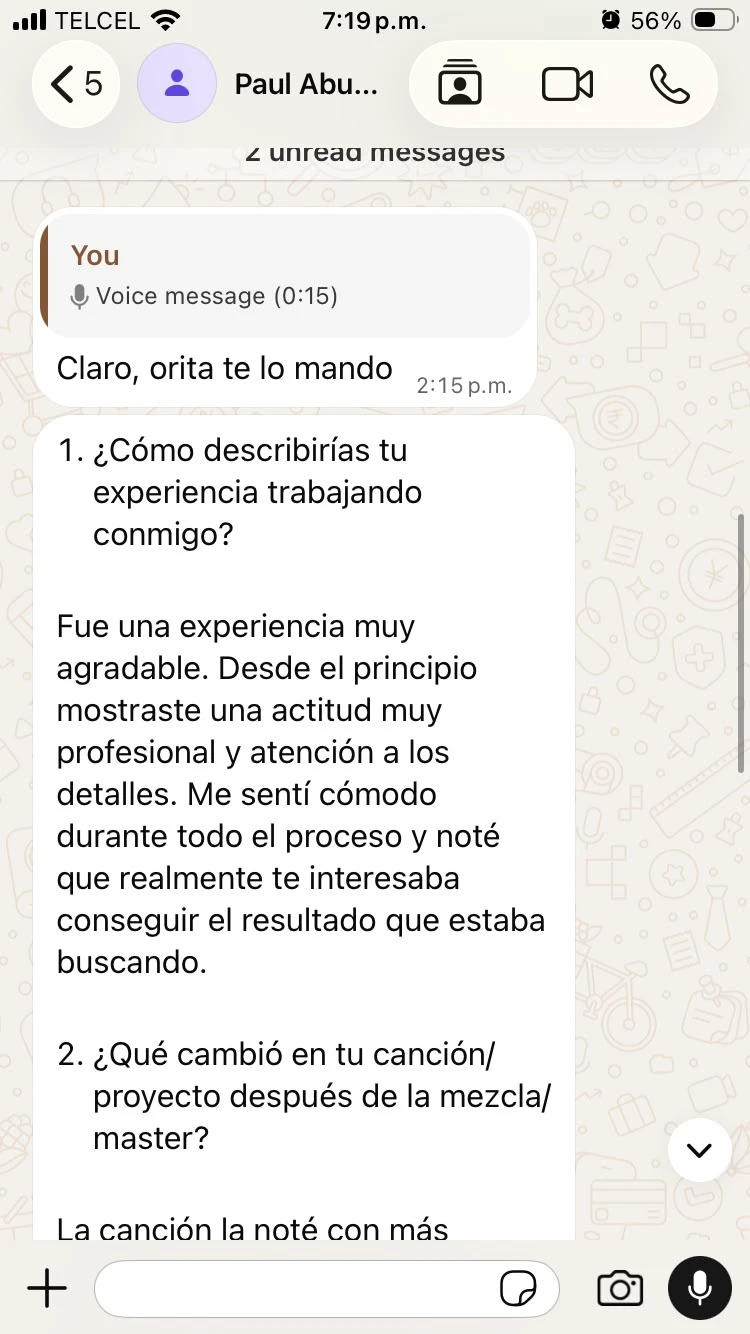 TELCEL 7:19 p.m. 56%
5 Paul Abu...
2 unread messages
You
Voice message (0:15)
Claro, orita te lo mando 2:15 p.m.
1. ¿Cómo describirías tu
experiencia trabajando
conmigo?
Fue una experiencia muy
agradable. Desde el principio
mostraste una actitud muy
profesional y atención a los
detalles. Me sentí cómodo
durante todo el proceso y noté
que realmente te interesaba
conseguir el resultado que estaba
buscando.
2. ¿Qué cambió en tu canción/
proyecto después de la mezcla/
master?
La canción la noté con más